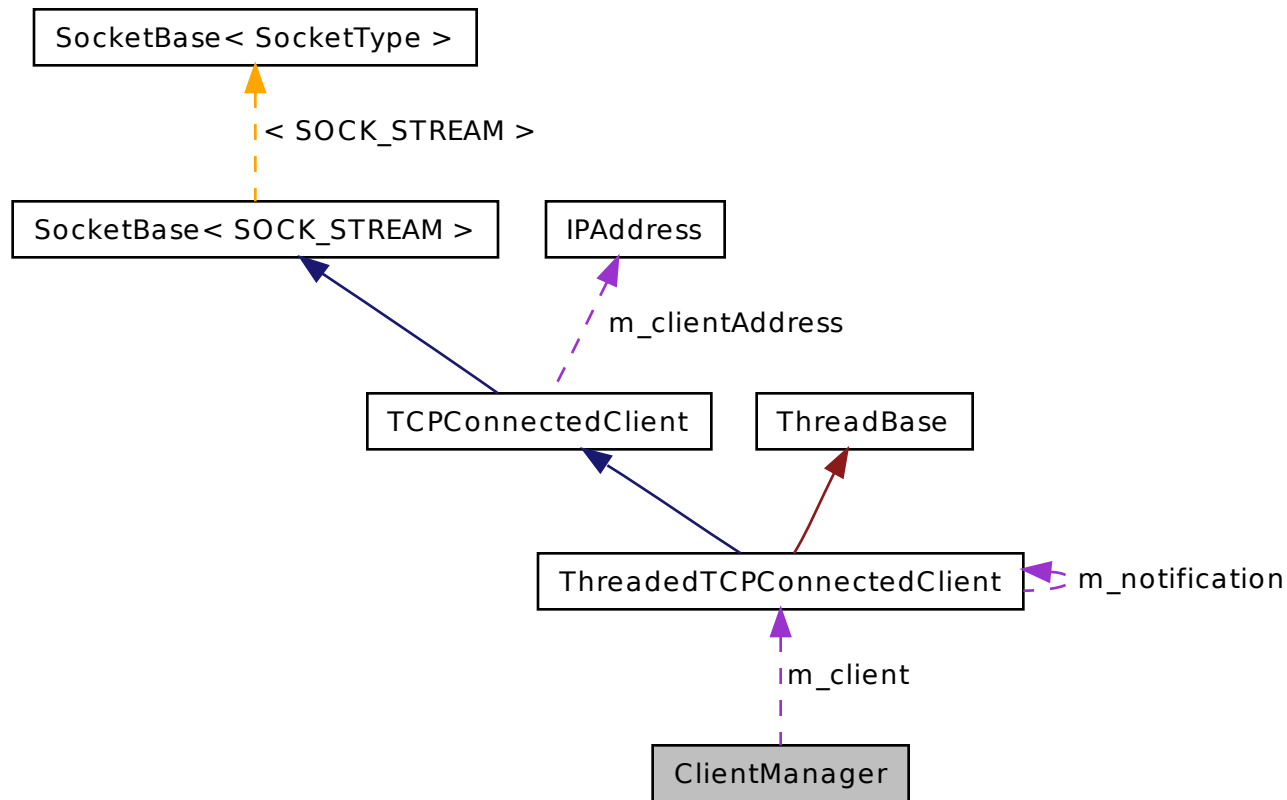 SocketBase< SocketType >
< SOCK_STREAM >
SocketBase< SOCK_STREAM >
IPAddress
m_clientAddress
TCPConnectedClient
ThreadBase
ThreadedTCPConnectedClient
m_notification
m_client
ClientManager